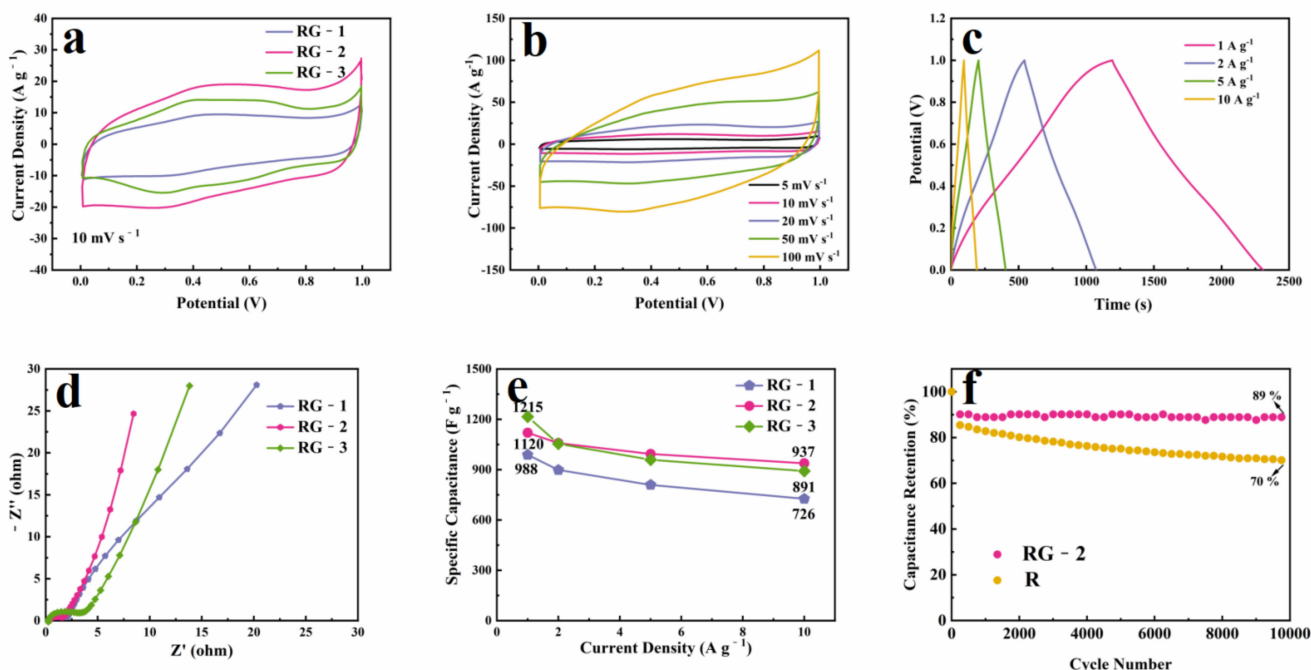 a
RG - 1
RG - 2
RG - 3
10 mV s⁻¹
40
30
20
10
0
-10
-20
-30
-40
0.0 0.2 0.4 0.6 0.8 1.0
Current Density (A g⁻¹)
Potential (V)
b
5 mV s⁻¹
10 mV s⁻¹
20 mV s⁻¹
50 mV s⁻¹
100 mV s⁻¹
150
100
50
0
-50
-100
-150
0.0 0.2 0.4 0.6 0.8 1.0
Current Density (A g⁻¹)
Potential (V)
c
1 A g⁻¹
2 A g⁻¹
5 A g⁻¹
10 A g⁻¹
1.2
1.0
0.8
0.6
0.4
0.2
0.0
0 500 1000 1500 2000 2500
Potential (V)
Time (s)
d
RG - 1
RG - 2
RG - 3
30
25
20
15
10
5
0
0 5 10 15 20 25 30
- Z'' (ohm)
Z' (ohm)
e
RG - 1
RG - 2
RG - 3
1215
1120
988
937
891
726
1500
1200
900
600
300
0
0 2 4 6 8 10
Specific Capacitance (F g⁻¹)
Current Density (A g⁻¹)
f
89 %
70 %
RG - 2
R
100
80
60
40
20
0
0 2000 4000 6000 8000 10000
Capacitance Retention (%)
Cycle Number